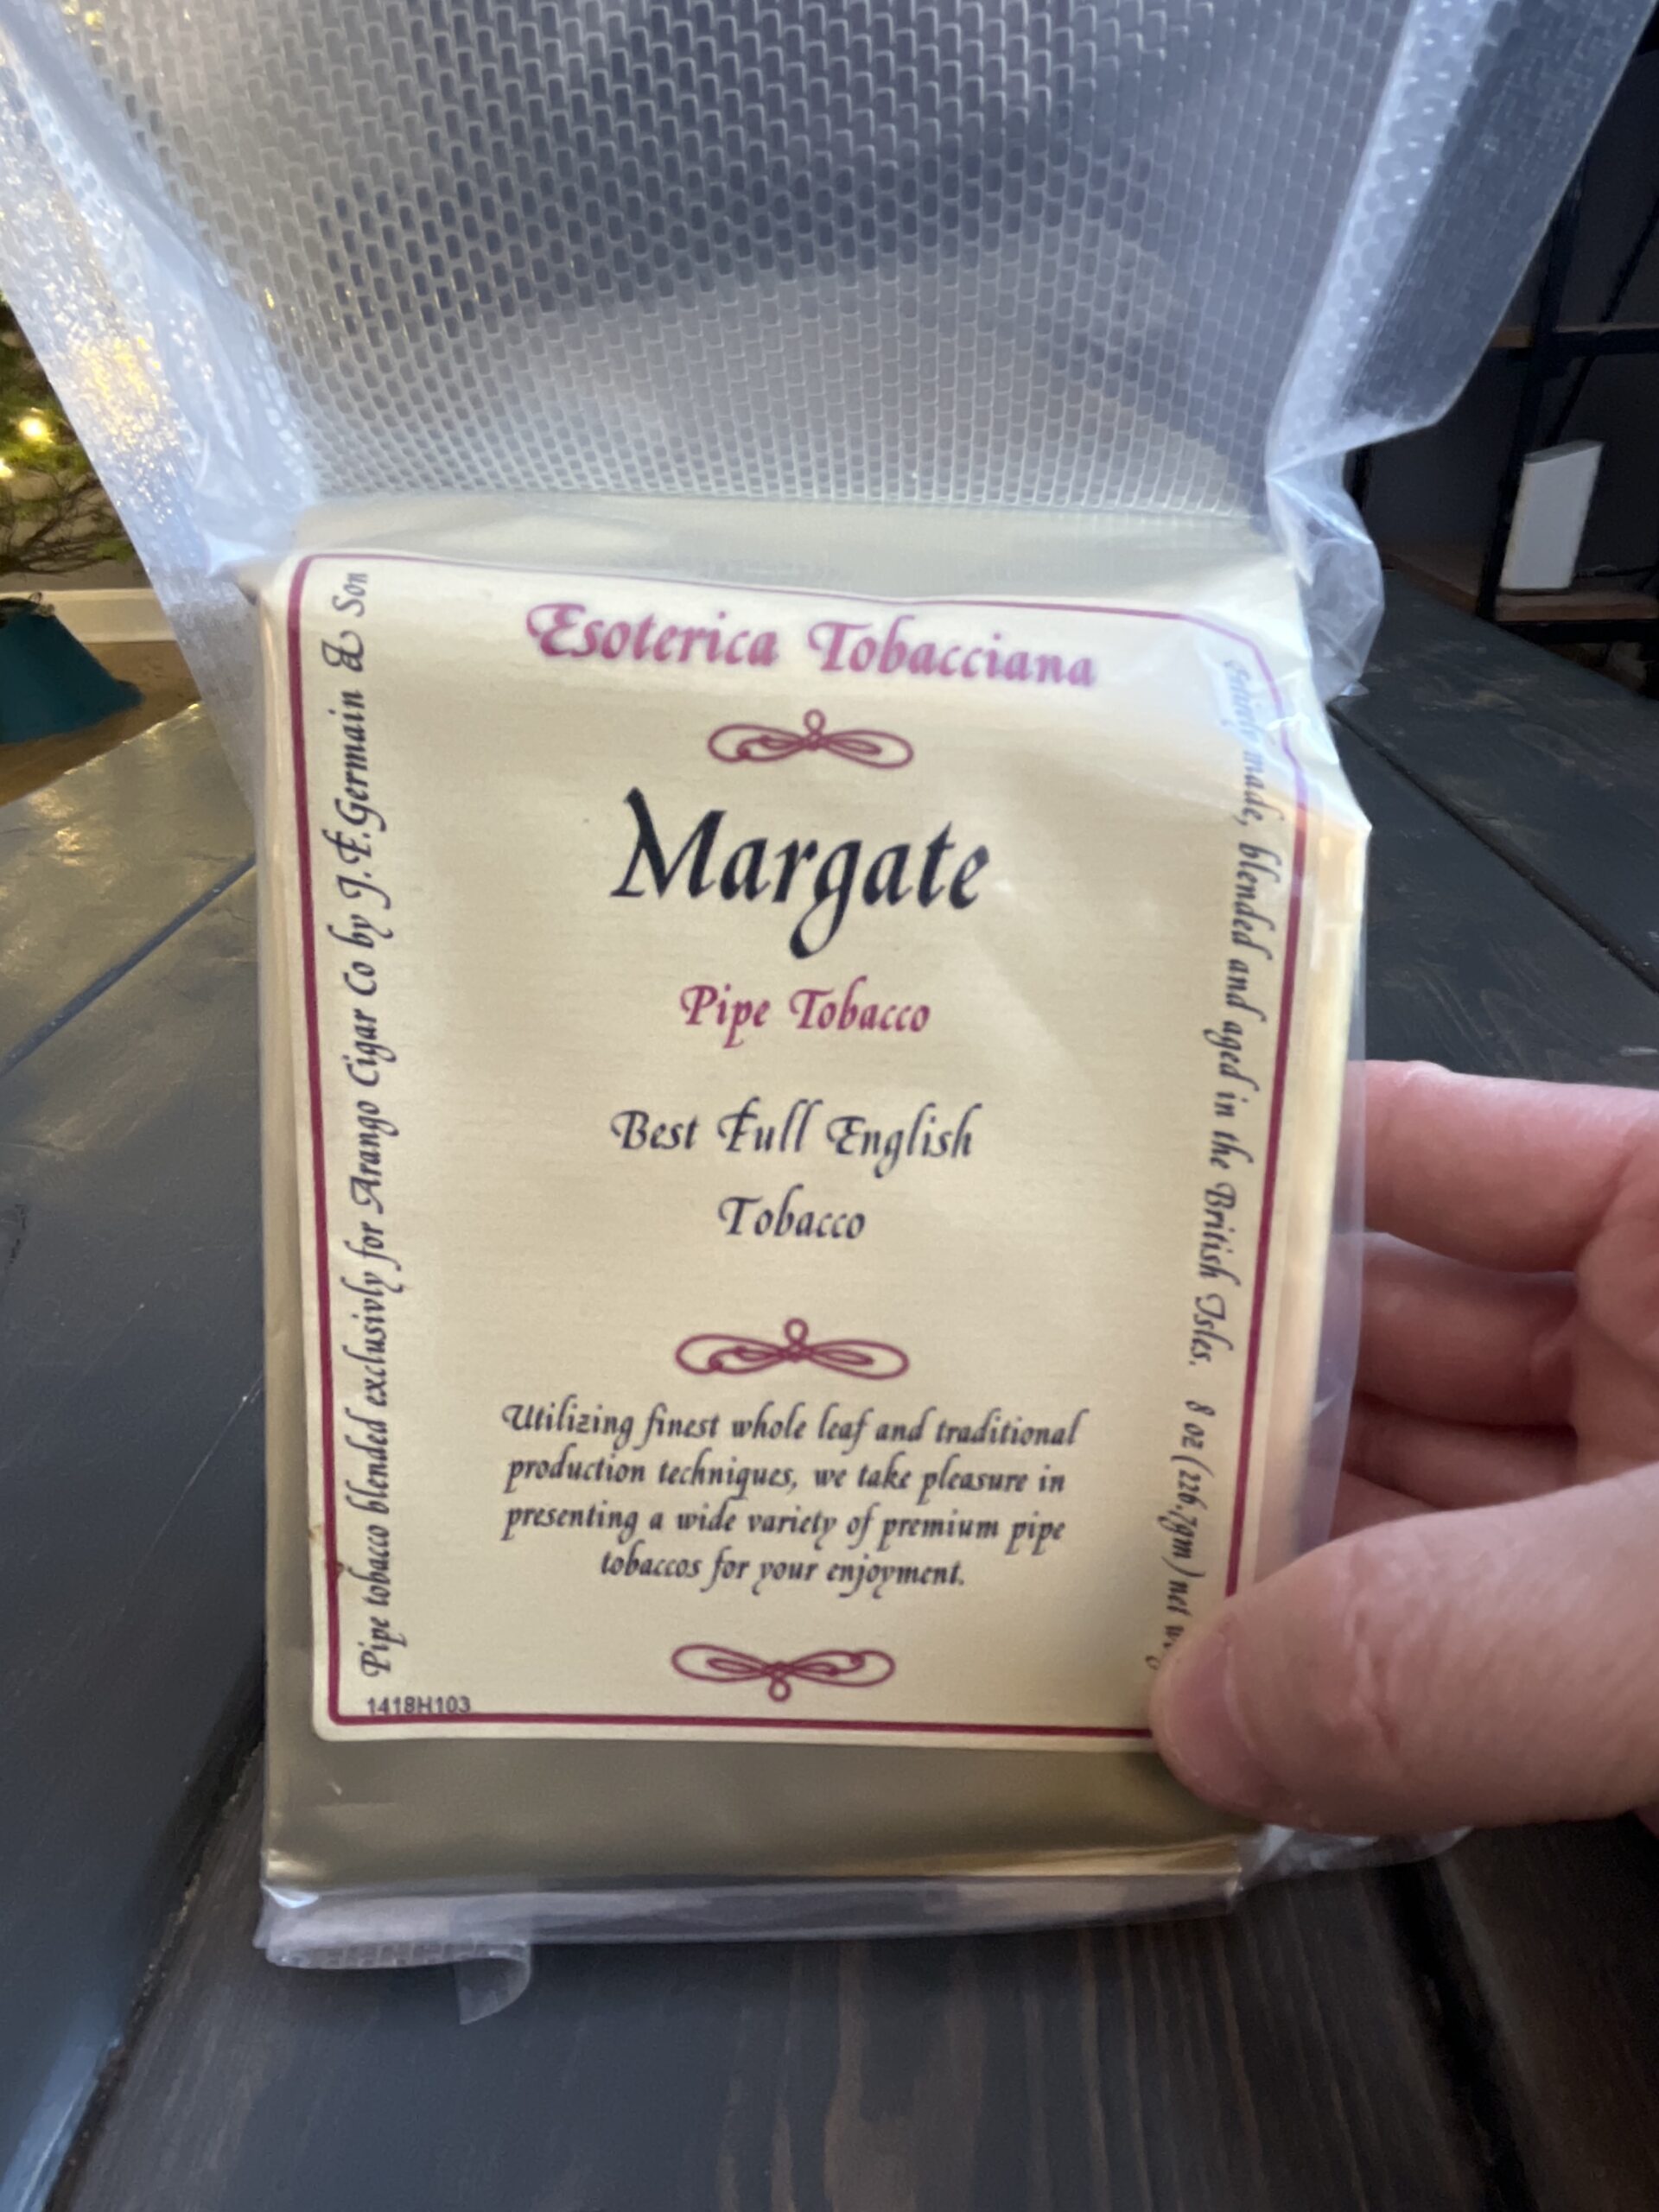 Esoterica Tobacciana
Margate
Pipe Tobacco
Best Full English
Tobacco
Utilizing finest whole leaf and traditional
production techniques, we take pleasure in
presenting a wide variety of premium pipe
tobaccos for your enjoyment.
Pipe tobacco blended exclusivly for Arango Cigar Co by J.F.Germain & Son
Entirely made, blended and aged in the British Isles. 8 oz (226.7gm) net
1418H103